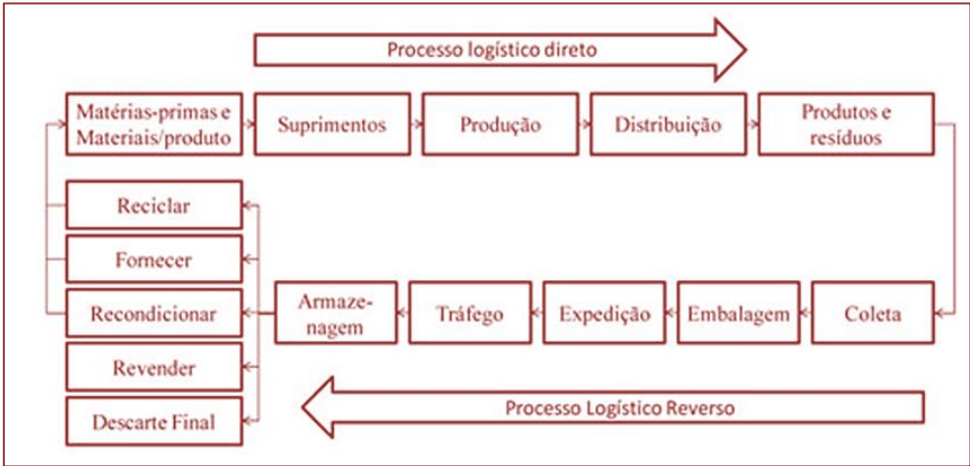 Processo logístico direto
Matérias-primas e
Materiais/produto
Suprimentos
Produção
Distribuição
Produtos e
resíduos
Reciclar
Fornecer
Recondicionar
Revender
Descarte Final
Armaze-
nagem
Tráfego
Expedição
Embalagem
Coleta
Processo Logístico Reverso